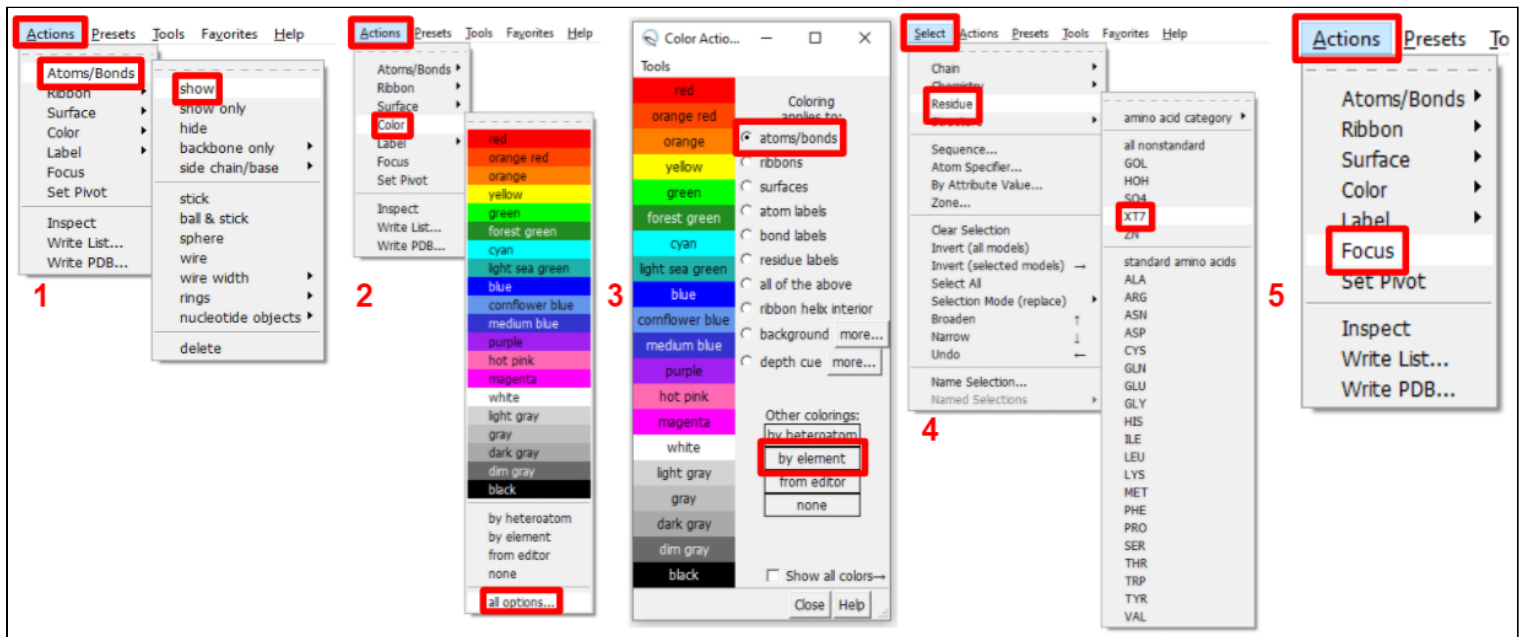 Actions Presets Tools Favorites Help
Atoms/Bonds
Ribbon
Surface
Color
Label
Focus
Set Pivot
Inspect
Write List...
Write PDB...
show
show only
hide
backbone only
side chain/base
stick
ball & stick
sphere
wire
wire width
rings
nucleotide objects
delete
1
Actions Presets Tools Favorites Help
Atoms/Bonds
Ribbon
Surface
Color
Label
Focus
Set Pivot
Inspect
Write List...
Write PDB...
red
orange red
orange
yellow
green
forest green
cyan
light sea green
blue
cornflower blue
medium blue
purple
hot pink
magenta
white
light gray
gray
dark gray
dim gray
black
by heteroatom
by element
from editor
none
all options...
2
Color Actio...
Tools
red
orange red
orange
yellow
green
forest green
cyan
light sea green
blue
cornflower blue
medium blue
purple
hot pink
magenta
white
light gray
gray
dark gray
dim gray
black
Coloring
applies to:
atoms/bonds
ribbons
surfaces
atom labels
bond labels
residue labels
all of the above
ribbon helix interior
background more...
depth cue more...
Other colorings:
by heteroatom
by element
from editor
none
Show all colors→
Close Help
3
Select Actions Presets Tools Favorites Help
Chain
Chemistry
Residue
Structure
Sequence...
Atom Specifier...
By Attribute Value...
Zone...
Clear Selection
Invert (all models)
Invert (selected models) →
Select All
Selection Mode (replace)
Broaden ↑
Narrow ↓
Undo ←
Name Selection...
Named Selections
amino acid category
all nonstandard
GOL
HOH
SO4
XT7
ZN
standard amino acids
ALA
ARG
ASN
ASP
CYS
GLN
GLU
GLY
HIS
ILE
LEU
LYS
MET
PHE
PRO
SER
THR
TRP
TYR
VAL
4
Actions Presets To
Atoms/Bonds
Ribbon
Surface
Color
Label
Focus
Set Pivot
Inspect
Write List...
Write PDB...
5